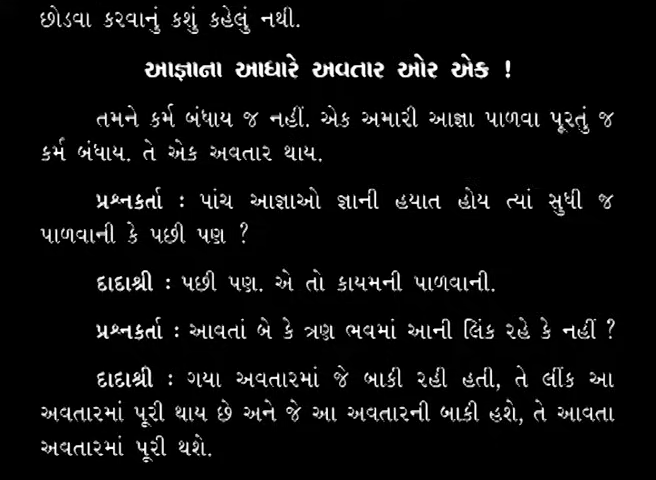 છોડવા કરવાનું કશું કહેલું નથી.
આજ્ઞાના આધારે અવતાર ઓર એક !
તમને કર્મ બંધાય જ નહીં. એક અમારી આજ્ઞા પાળવા પૂરતું જ
કર્મ બંધાય. તે એક અવતાર થાય.
પ્રશ્નકર્તા : પાંચ આજ્ઞાઓ જ્ઞાની હયાત હોય ત્યાં સુધી જ
પાળવાની કે પછી પણ ?
દાદાશ્રી : પછી પણ. એ તો કાયમની પાળવાની.
પ્રશ્નકર્તા : આવતાં બે કે ત્રણ ભવમાં આની લિંક રહે કે નહીં ?
દાદાશ્રી : ગયા અવતારમાં જે બાકી રહી હતી, તે લીંક આ
અવતારમાં પૂરી થાય છે અને જે આ અવતારની બાકી હશે, તે આવતા
અવતારમાં પૂરી થશે.